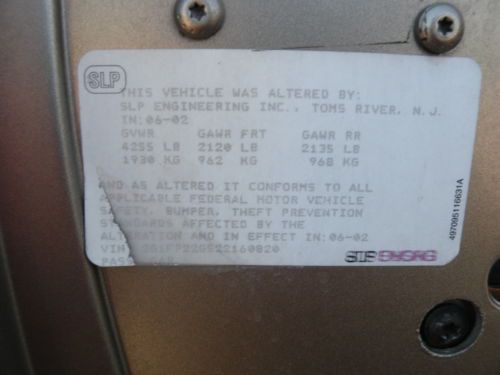 SLP
THIS VEHICLE WAS ALTERED BY:
SLP ENGINEERING INC., TOMS RIVER, N.J.
IN:06-02
GVWR GAWR FRT GAWR RR
4255 LB 2120 LB 2135 LB
1930 KG 962 KG 968 KG
AND AS ALTERED IT CONFORMS TO ALL
APPLICABLE FEDERAL MOTOR VEHICLE
SAFETY, BUMPER, THEFT PREVENTION
STANDARDS AFFECTED BY THE
ALTERATION AND IN EFFECT IN:06-02
VIN:
PASS
SLP
497095116631A